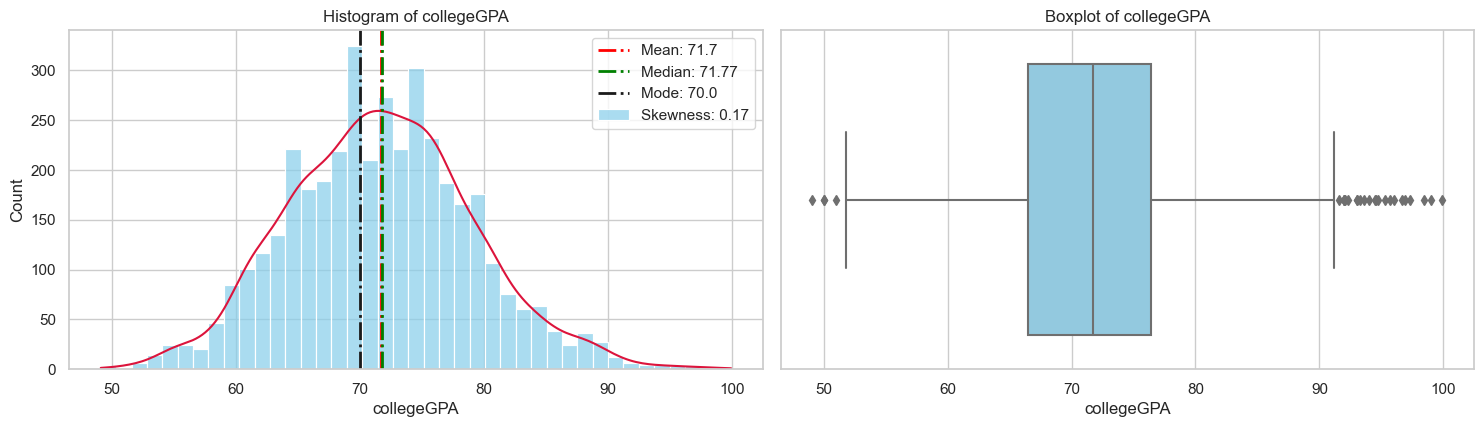 Histogram of collegeGPA
Mean: 71.7
Median: 71.77
Mode: 70.0
Skewness: 0.17
300
250
200
150
100
50
0
Count
50 60 70 80 90 100
collegeGPA
Boxplot of collegeGPA
50 60 70 80 90 100
collegeGPA